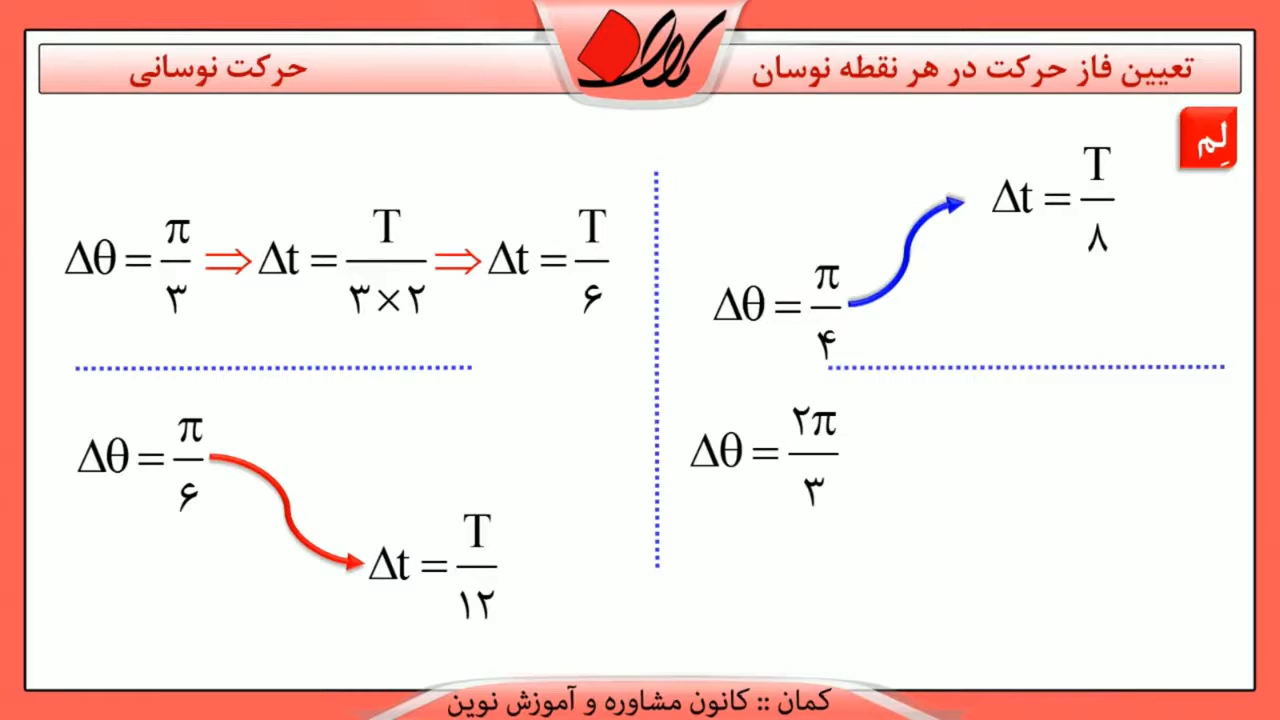 تعیین فاز حرکت در هر نقطه نوسان
کمان
حرکت نوسانی
لِم
Δθ = π/۳ ⇒ Δt = T/(۳×۲) ⇒ Δt = T/۶
Δθ = π/۴
Δt = T/۸
Δθ = π/۶
Δt = T/۱۲
Δθ = ۲π/۳
کمان :: کانون مشاوره و آموزش نوین